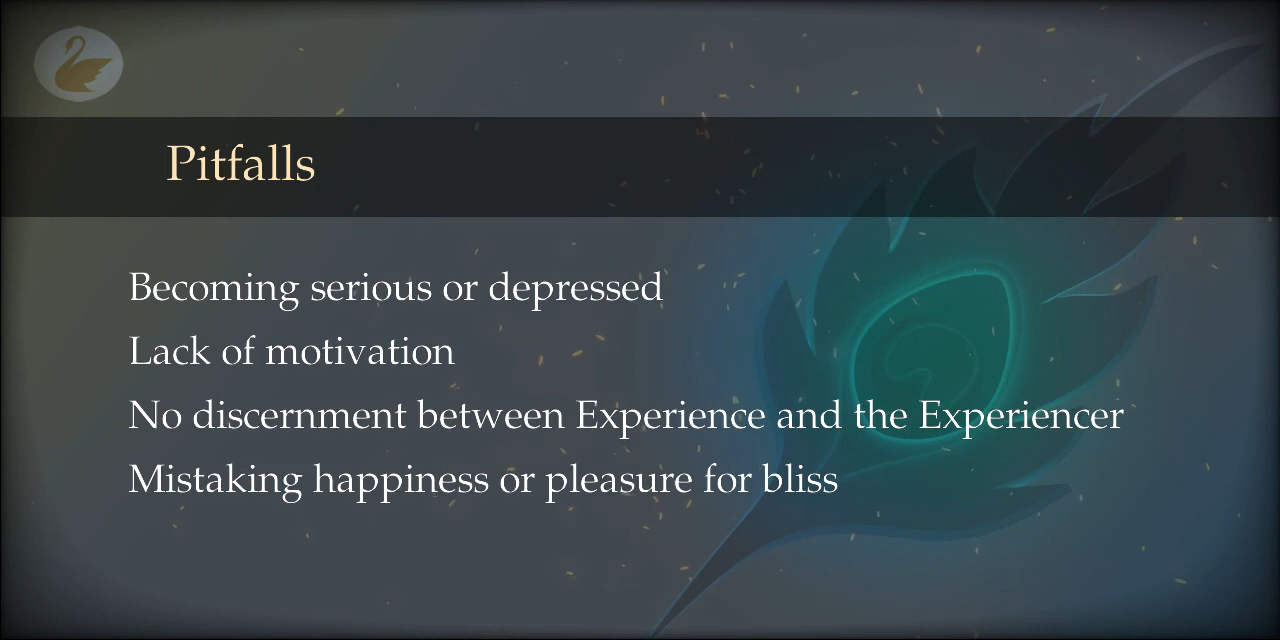 Pitfalls
Becoming serious or depressed
Lack of motivation
No discernment between Experience and the Experiencer
Mistaking happiness or pleasure for bliss